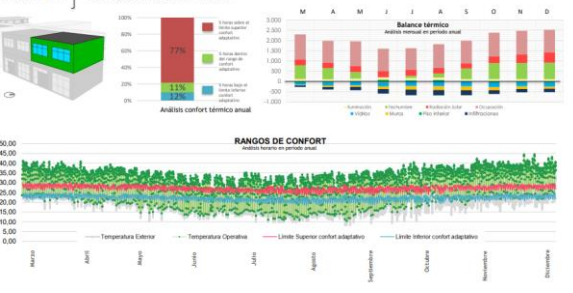 100%
80%
60%
40%
20%
0%
77%
11%
12%
% horas sobre el límite superior confort adaptativo
% horas dentro del rango de confort adaptativo
% horas bajo el límite inferior confort adaptativo
Análisis confort térmico anual
M A M J J A S O N D
Balance térmico
Análisis mensual en periodo anual
3.000
2.500
2.000
1.500
1.000
500
0
-500
-1.000
Iluminación Techumbre Radiación solar Ocupación
Vidrios Muros Piso Inferior Infiltraciones
RANGOS DE CONFORT
Análisis horario en periodo anual
50,00
45,00
40,00
35,00
30,00
25,00
20,00
15,00
10,00
5,00
0,00
Temperatura Exterior Temperatura Operativa Límite Superior confort adaptativo Límite Inferior confort adaptativo
Marzo Abril Mayo Junio Julio Agosto Septiembre Octubre Noviembre Diciembre